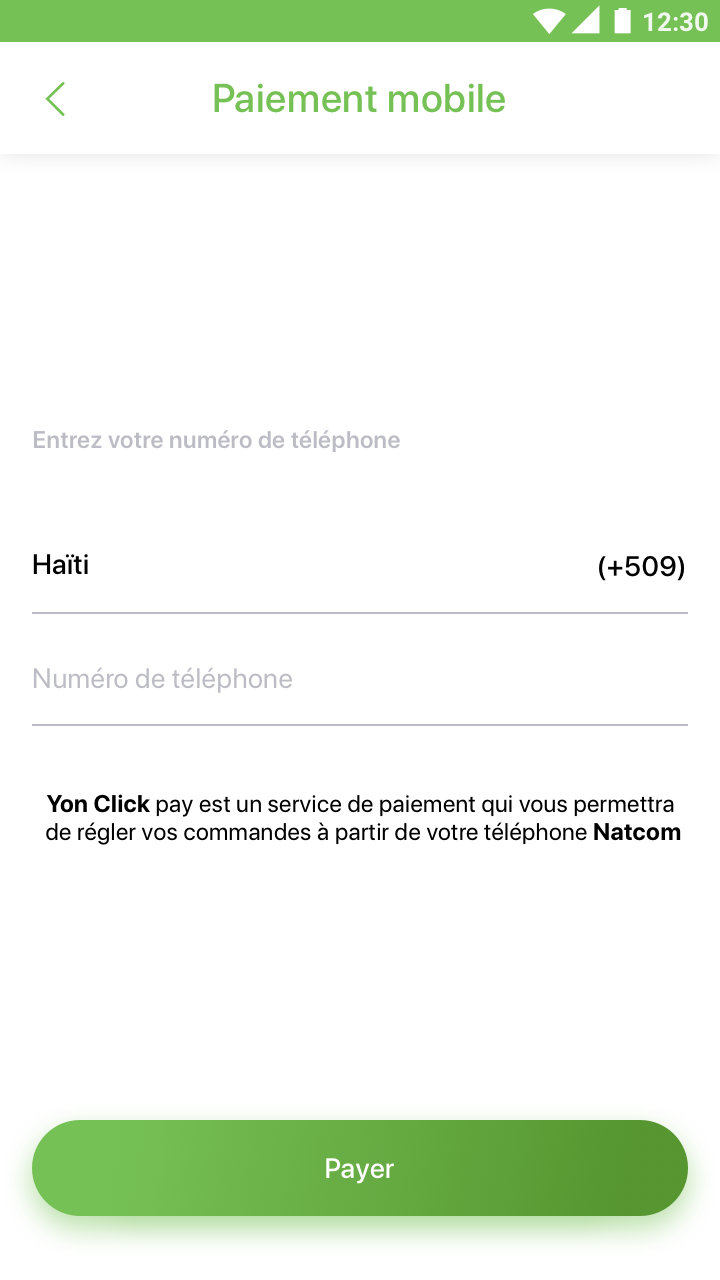 12:30
Paiement mobile
Entrez votre numéro de téléphone
Haïti (+509)
Numéro de téléphone
Yon Click pay est un service de paiement qui vous permettra
de régler vos commandes à partir de votre téléphone Natcom
Payer